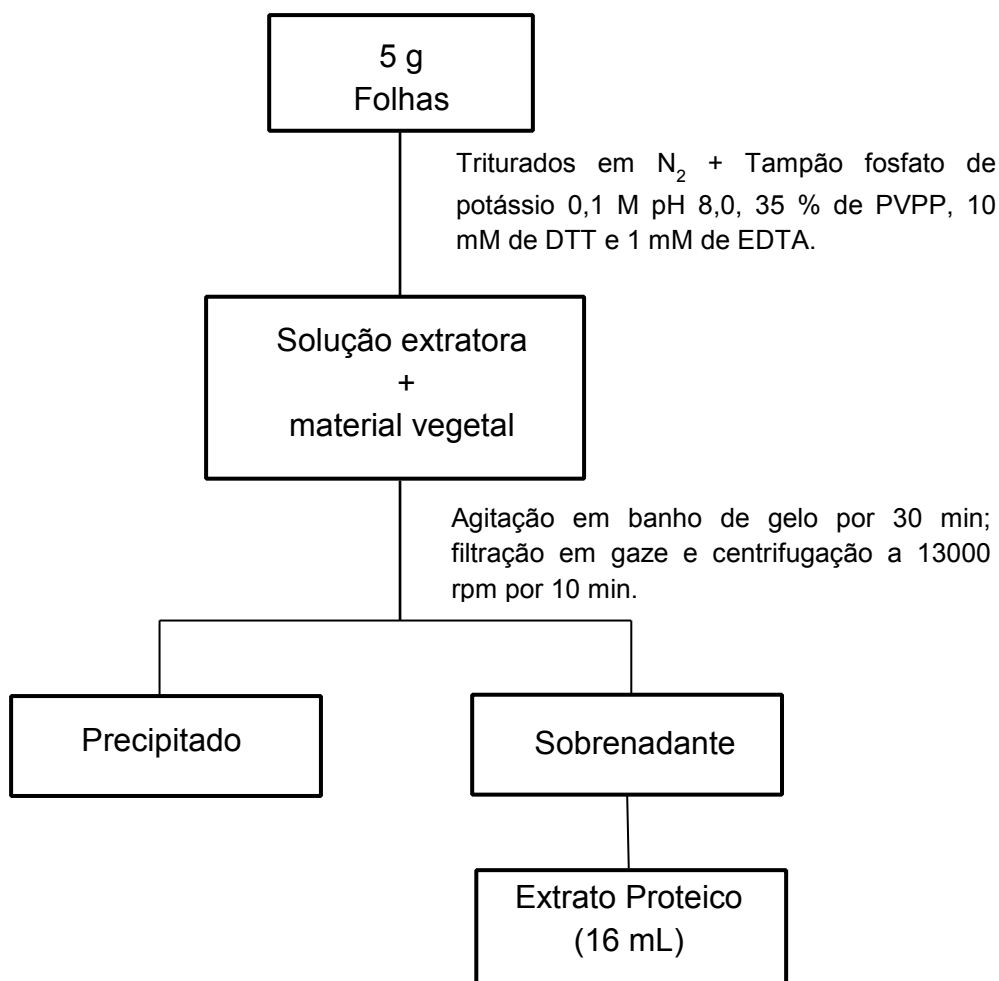 5 g
Folhas
Triturados em N₂ + Tampão fosfato de
potássio 0,1 M pH 8,0, 35 % de PVPP, 10
mM de DTT e 1 mM de EDTA.
Solução extratora
+
material vegetal
Agitação em banho de gelo por 30 min;
filtração em gaze e centrifugação a 13000
rpm por 10 min.
Precipitado
Sobrenadante
Extrato Proteico
(16 mL)